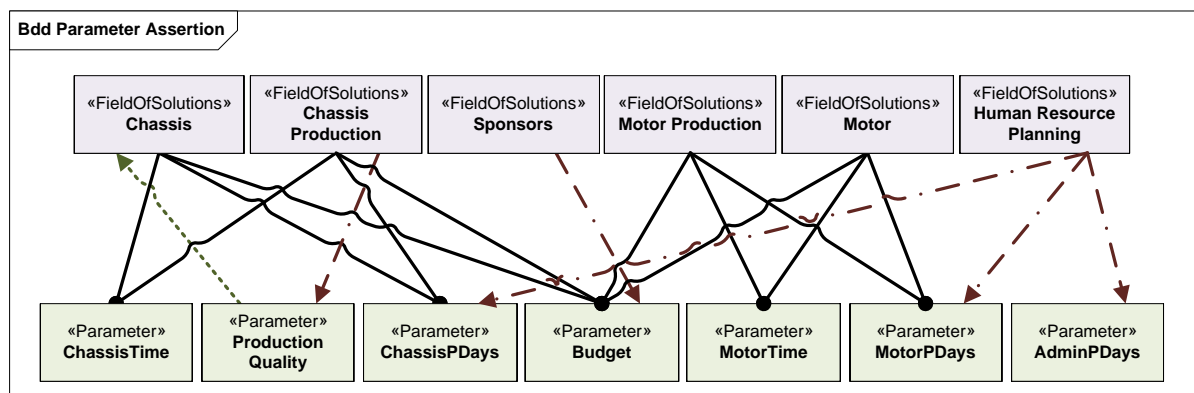 Bdd Parameter Assertion
«FieldOfSolutions»
Chassis
«FieldOfSolutions»
Chassis
Production
«FieldOfSolutions»
Sponsors
«FieldOfSolutions»
Motor Production
«FieldOfSolutions»
Motor
«FieldOfSolutions»
Human Resource
Planning
«Parameter»
ChassisTime
«Parameter»
Production
Quality
«Parameter»
ChassisPDays
«Parameter»
Budget
«Parameter»
MotorTime
«Parameter»
MotorPDays
«Parameter»
AdminPDays